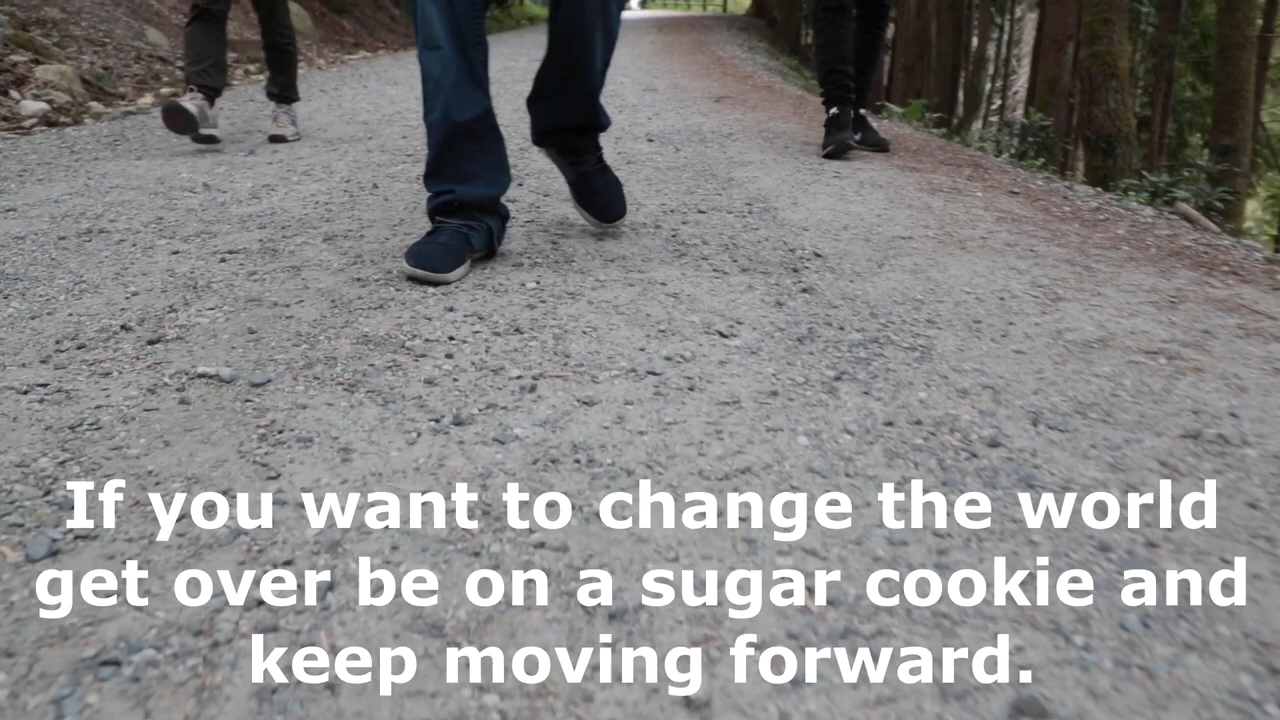 If you want to change the world
get over be on a sugar cookie and
keep moving forward.